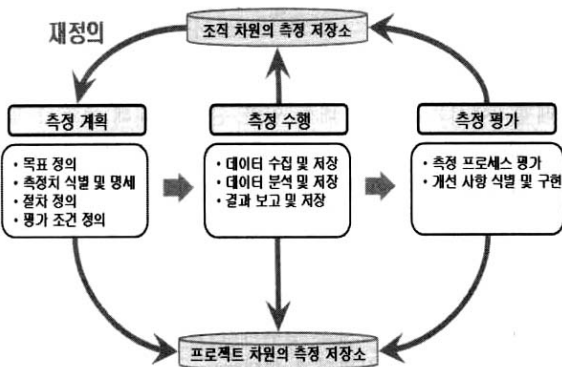 재정의
조직 차원의 측정 저장소
측정 계획
• 목표 정의
• 측정치 식별 및 명세
• 절차 정의
• 평가 조건 정의
측정 수행
• 데이터 수집 및 저장
• 데이터 분석 및 저장
• 결과 보고 및 저장
측정 평가
• 측정 프로세스 평가
• 개선 사항 식별 및 구현
프로젝트 차원의 측정 저장소